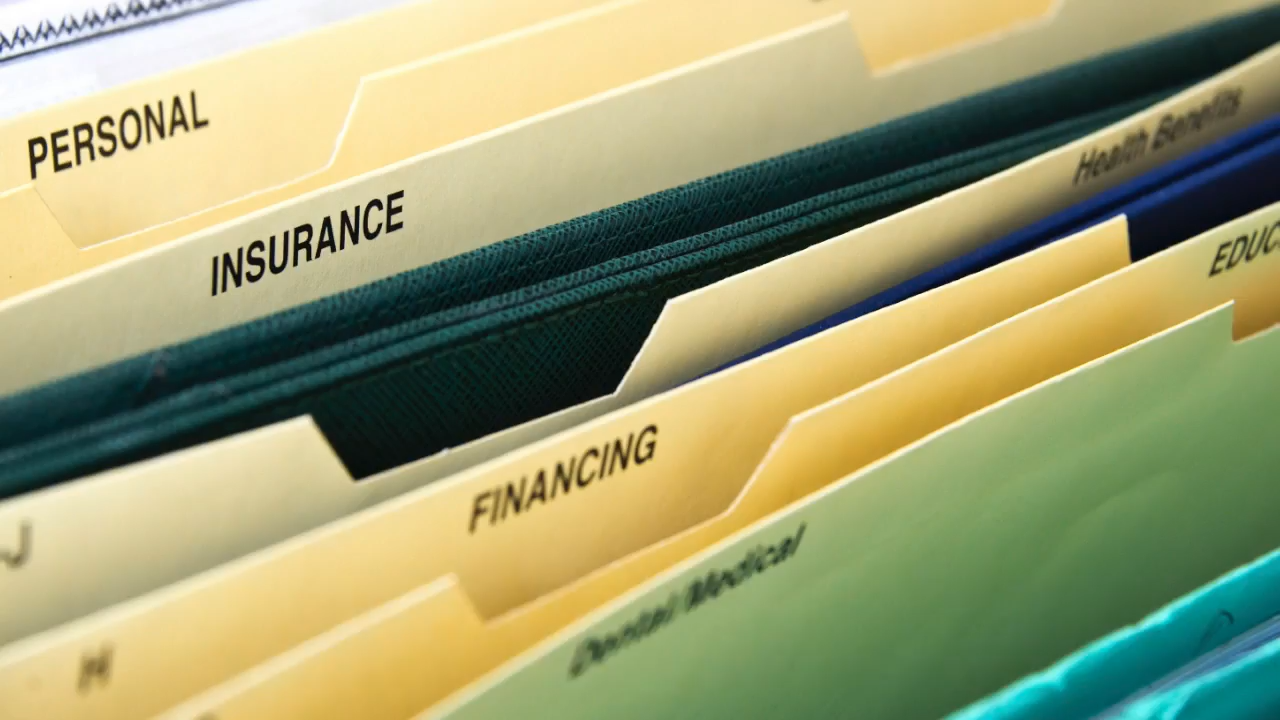 PERSONAL
INSURANCE
Health Benefits
EDUC
J
FINANCING
H
Dental/Medical